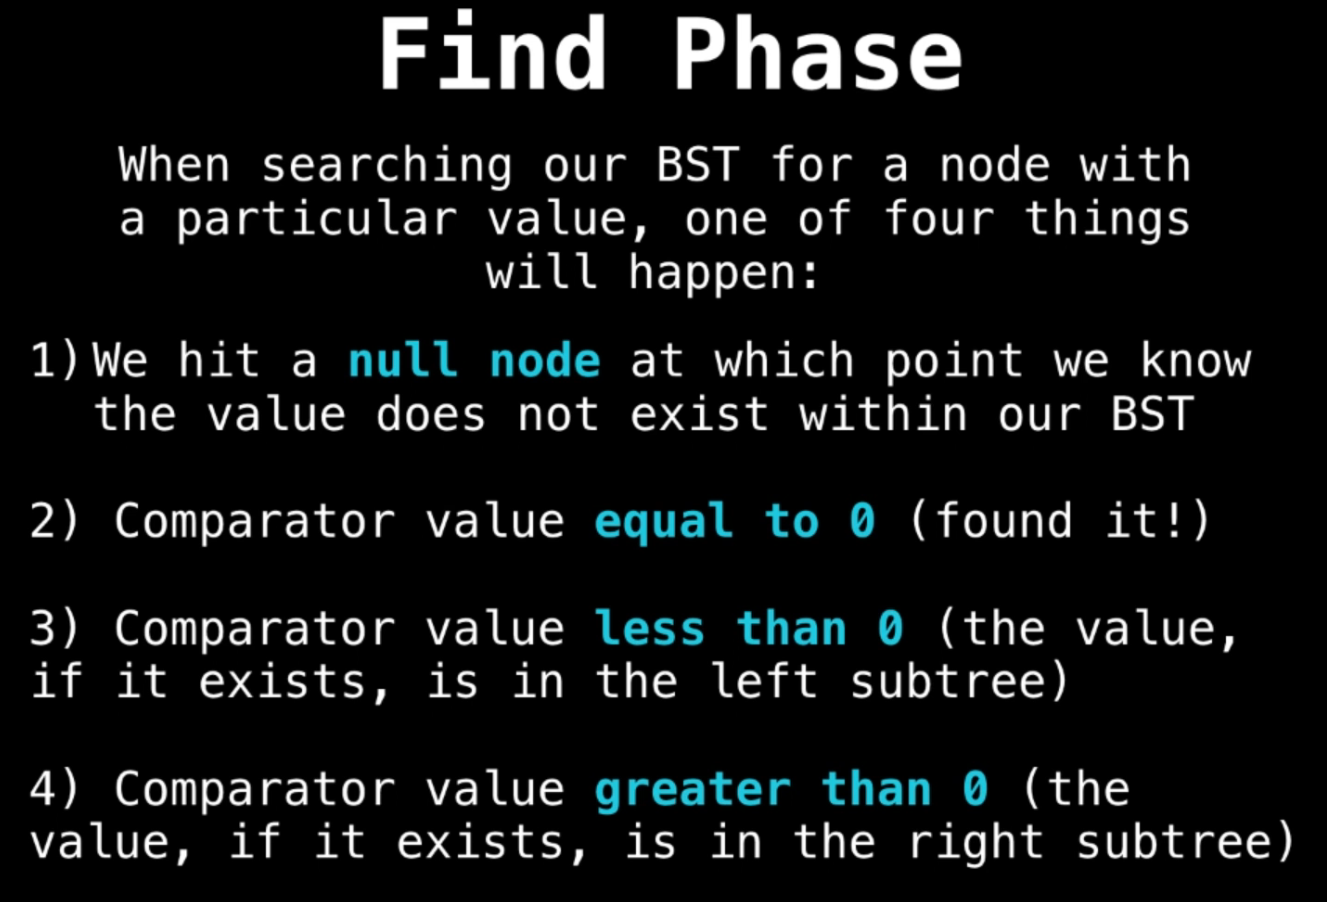 Find Phase
When searching our BST for a node with
a particular value, one of four things
will happen:
1) We hit a null node at which point we know
the value does not exist within our BST
2) Comparator value equal to 0 (found it!)
3) Comparator value less than 0 (the value,
if it exists, is in the left subtree)
4) Comparator value greater than 0 (the
value, if it exists, is in the right subtree)